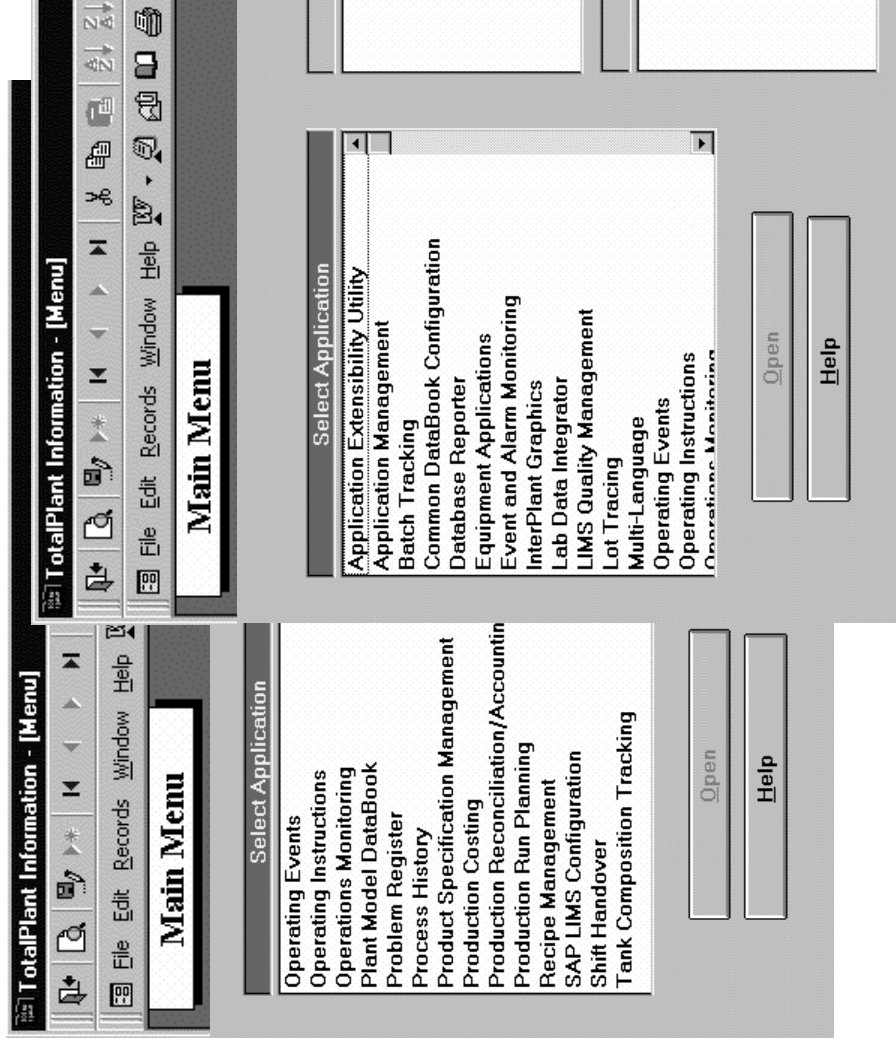 TotalPlant Information - [Menu]
File Edit Records Window Help
Main Menu
Select Application
Application Extensibility Utility
Application Management
Batch Tracking
Common DataBook Configuration
Database Reporter
Equipment Applications
Event and Alarm Monitoring
InterPlant Graphics
Lab Data Integrator
LIMS Quality Management
Lot Tracing
Multi-Language
Operating Events
Operating Instructions
Operations Monitoring
Open
Help
TotalPlant Information - [Menu]
File Edit Records Window Help
Main Menu
Select Application
Operating Events
Operating Instructions
Operations Monitoring
Plant Model DataBook
Problem Register
Process History
Product Specification Management
Production Costing
Production Reconciliation/Accountin
Production Run Planning
Recipe Management
SAP LIMS Configuration
Shift Handover
Tank Composition Tracking
Open
Help